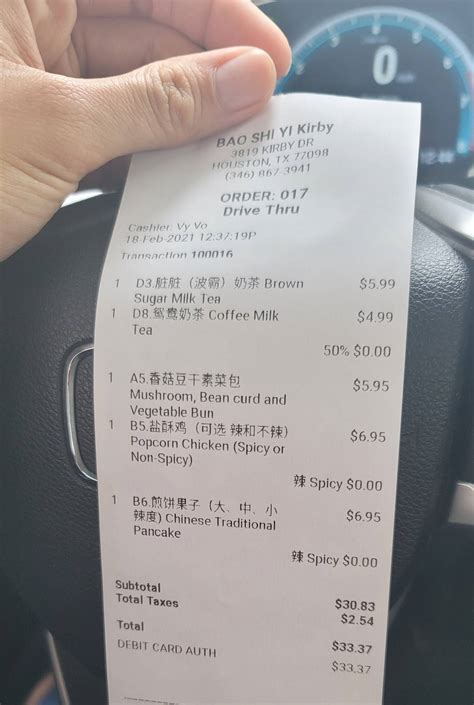 0
12:44
BAO SHI YI Kirby
3819 KIRBY DR
HOUSTON, TX 77098
(346) 867-3941
ORDER: 017
Drive Thru
Cashier: Vy Vo
18-Feb-2021 12:37:19P
Transaction 100016
1 D3.脏脏（波霸）奶茶 Brown $5.99
Sugar Milk Tea
1 D8.鸳鸯奶茶 Coffee Milk $4.99
Tea
50% $0.00
1 A5.香菇豆干素菜包 $5.95
Mushroom, Bean curd and
Vegetable Bun
1 B5.盐酥鸡（可选 辣和不辣） $6.95
Popcorn Chicken (Spicy or
Non-Spicy)
辣 Spicy $0.00
1 B6.煎饼果子（大、中、小 $6.95
辣度) Chinese Traditional
Pancake
辣 Spicy $0.00
Subtotal $30.83
Total Taxes $2.54
Total $33.37
DEBIT CARD AUTH $33.37